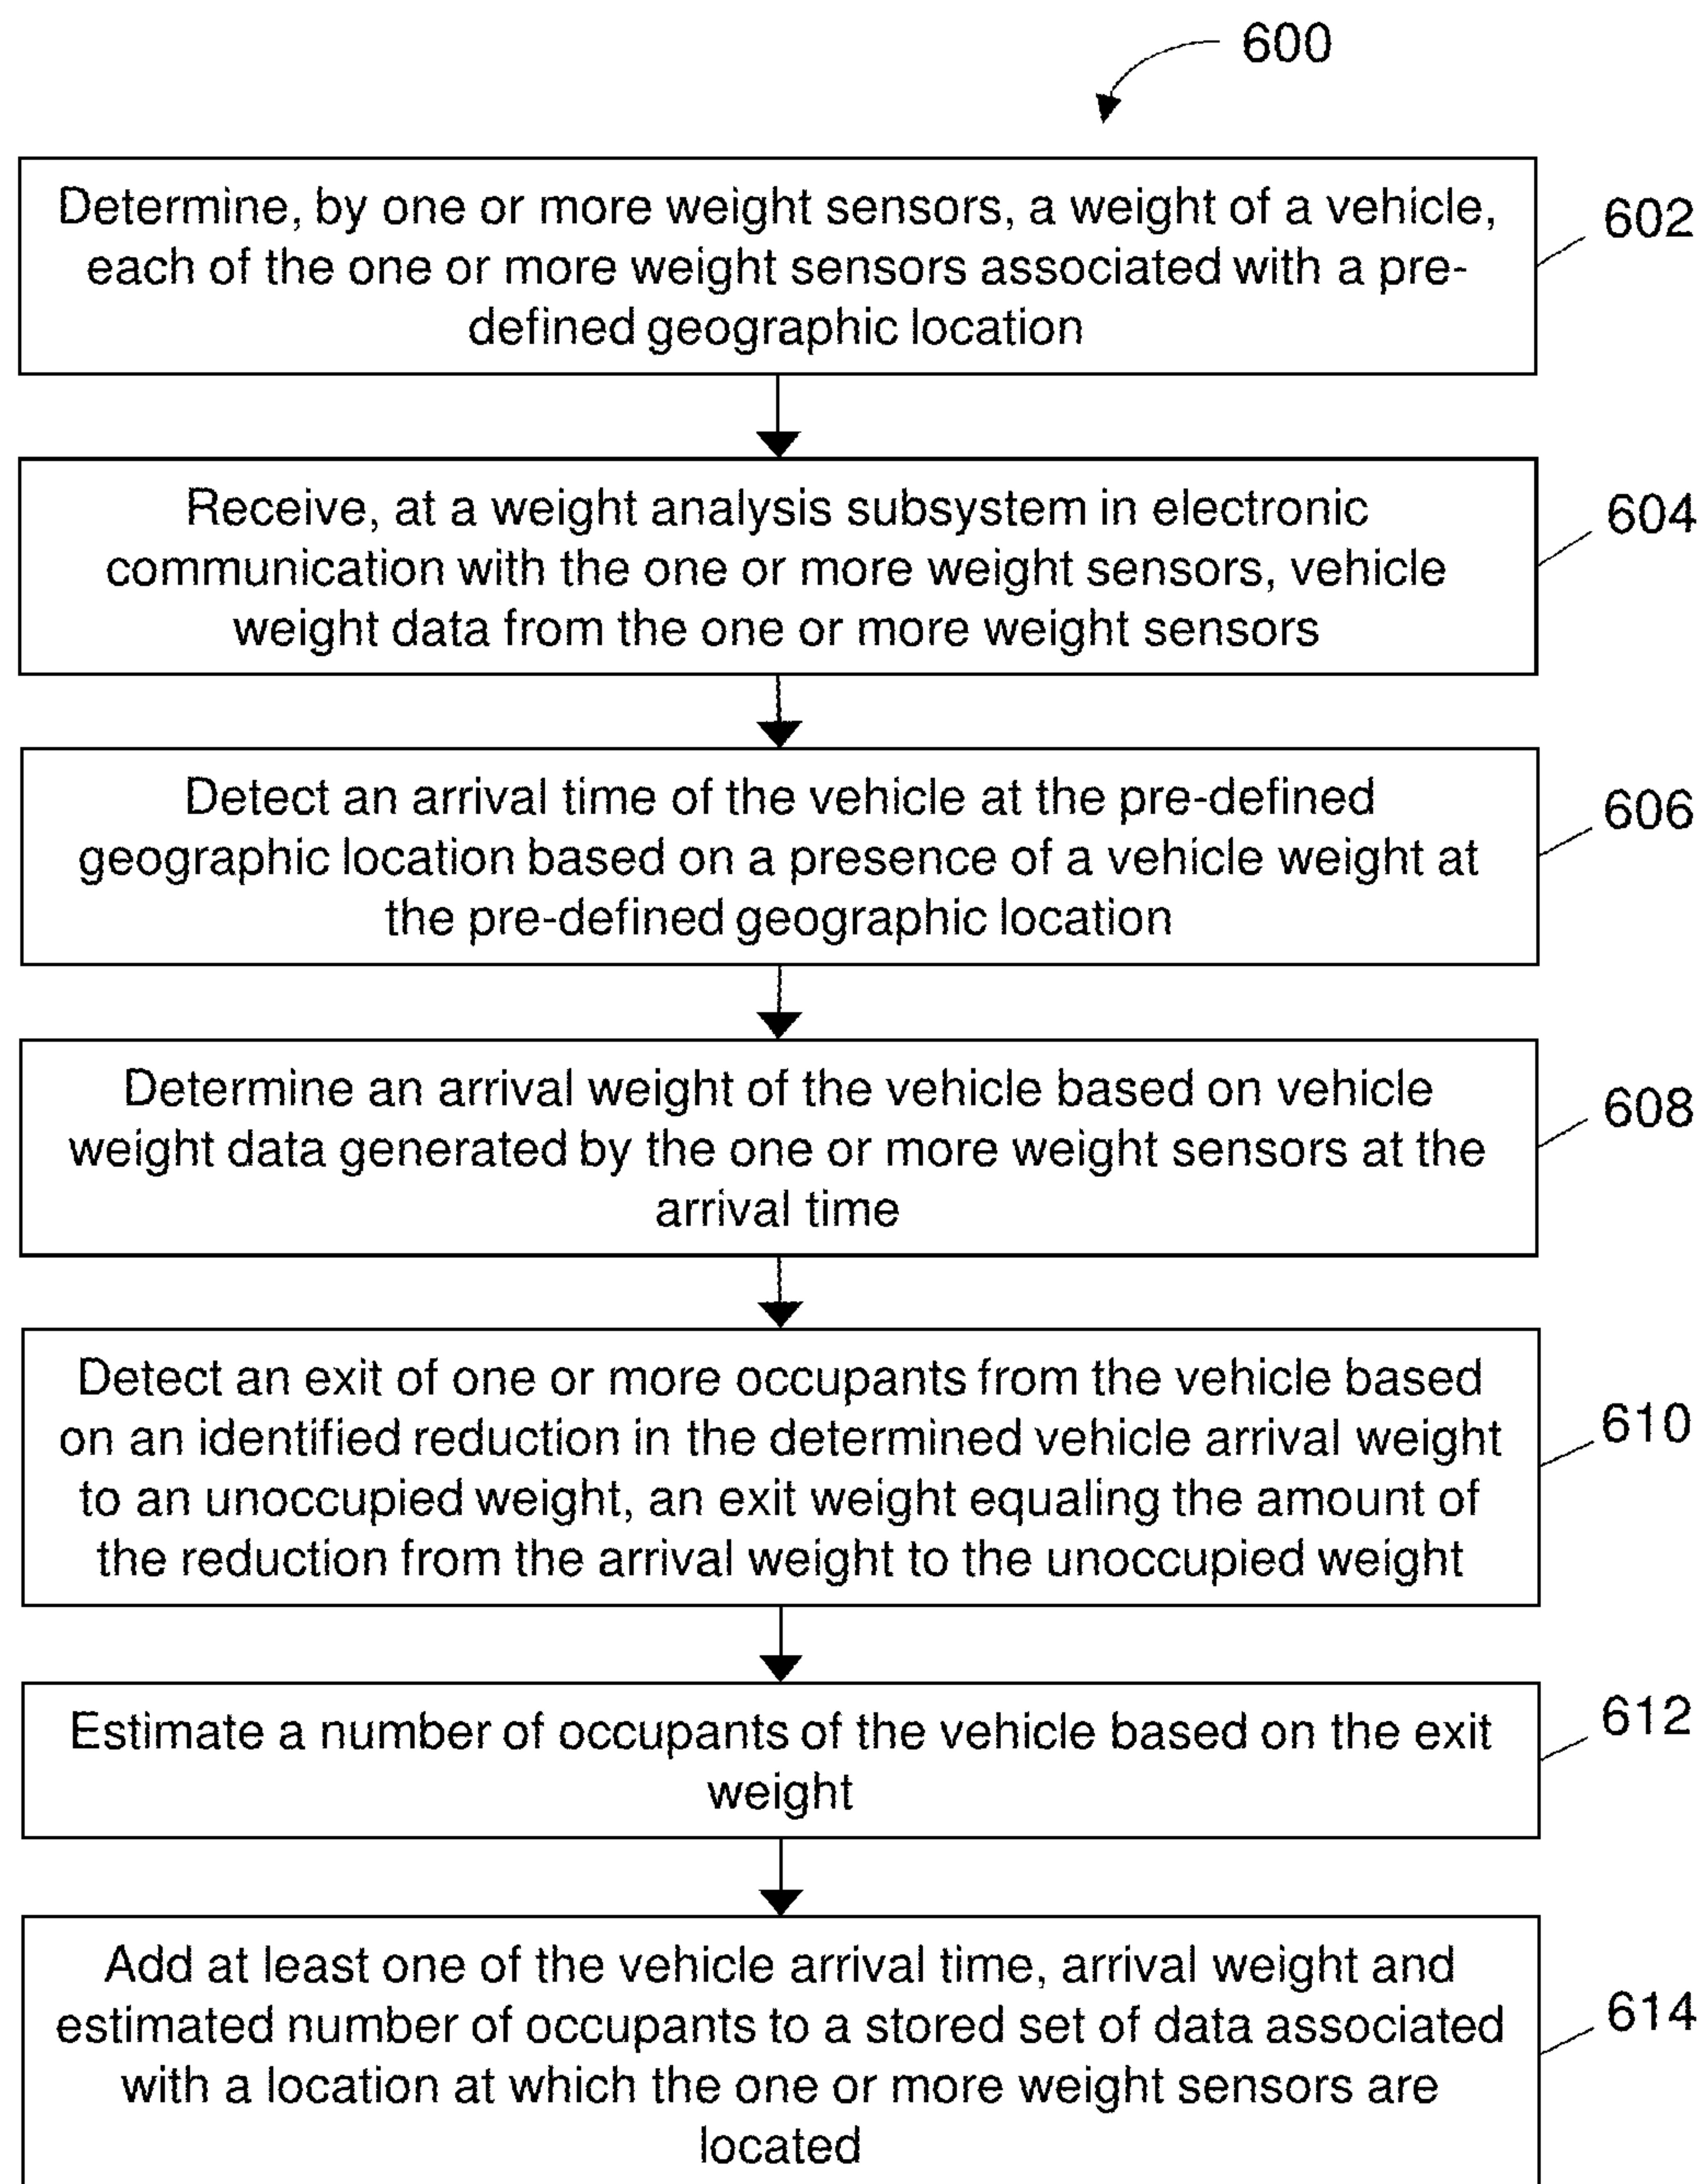 600
Determine, by one or more weight sensors, a weight of a vehicle,
each of the one or more weight sensors associated with a pre-
defined geographic location
602
Receive, at a weight analysis subsystem in electronic
communication with the one or more weight sensors, vehicle
weight data from the one or more weight sensors
604
Detect an arrival time of the vehicle at the pre-defined
geographic location based on a presence of a vehicle weight at
the pre-defined geographic location
606
Determine an arrival weight of the vehicle based on vehicle
weight data generated by the one or more weight sensors at the
arrival time
608
Detect an exit of one or more occupants from the vehicle based
on an identified reduction in the determined vehicle arrival weight
to an unoccupied weight, an exit weight equaling the amount of
the reduction from the arrival weight to the unoccupied weight
610
Estimate a number of occupants of the vehicle based on the exit
weight
612
Add at least one of the vehicle arrival time, arrival weight and
estimated number of occupants to a stored set of data associated
with a location at which the one or more weight sensors are
located
614